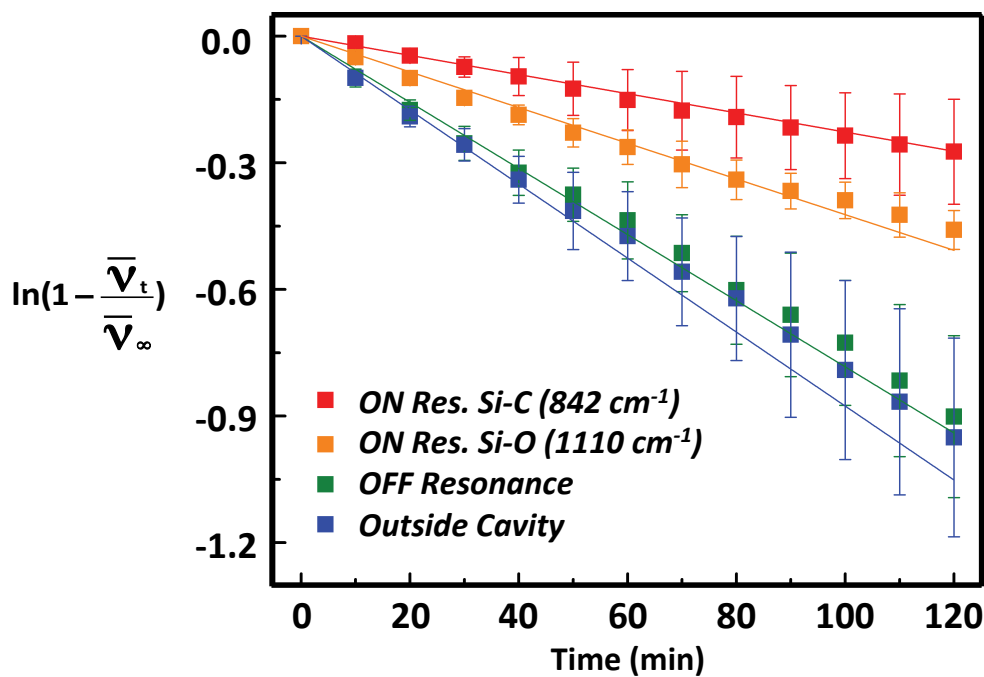 0.0
-0.3
-0.6
-0.9
-1.2
ln(1 − ν̅t / ν̅∞)
ON Res. Si-C (842 cm⁻¹)
ON Res. Si-O (1110 cm⁻¹)
OFF Resonance
Outside Cavity
0 20 40 60 80 100 120
Time (min)